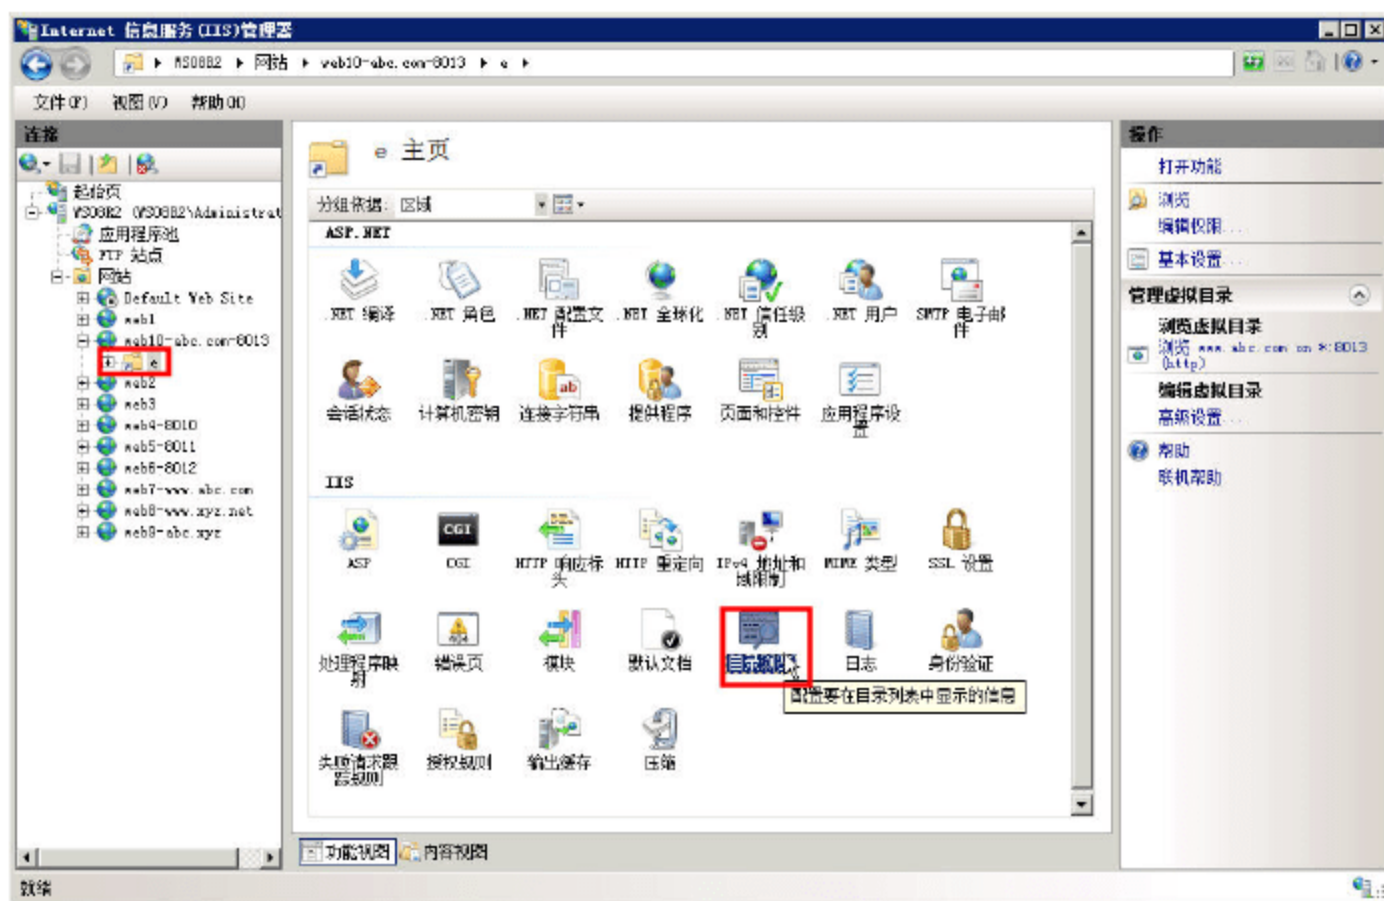 Internet 信息服务(IIS)管理器
WS08R2 网站 web10-abc.com-8013 e
文件(F) 视图(V) 帮助(H)
连接
起始页
WS08R2 (WS08R2\Administrat
应用程序池
FTP 站点
网站
Default Web Site
web1
web10-abc.com-8013
e
web2
web3
web4-8010
web5-8011
web6-8012
web7-www.abc.com
web8-www.xyz.net
web9-abc.xyz
e 主页
分组依据: 区域
ASP.NET
.NET 编译
.NET 角色
.NET 配置文
件
.NET 全球化
.NET 信任级
别
.NET 用户
SMTP 电子邮
件
会话状态
计算机密钥
连接字符串
提供程序
页面和控件
应用程序设
置
IIS
ASP
CGI
CGI
HTTP 响应标
头
HTTP 重定向
IPv4 地址和
域限制
MIME 类型
SSL 设置
处理程序映
射
404
错误页
模块
默认文档
日志
身份验证
配置要在目录列表中显示的信息
失败请求跟
踪规则
授权规则
输出缓存
压缩
功能视图 内容视图
操作
打开功能
浏览
编辑权限...
基本设置...
管理虚拟目录
浏览虚拟目录
浏览 www.abc.com on *:8013
(http)
编辑虚拟目录
高级设置...
帮助
联机帮助
就绪